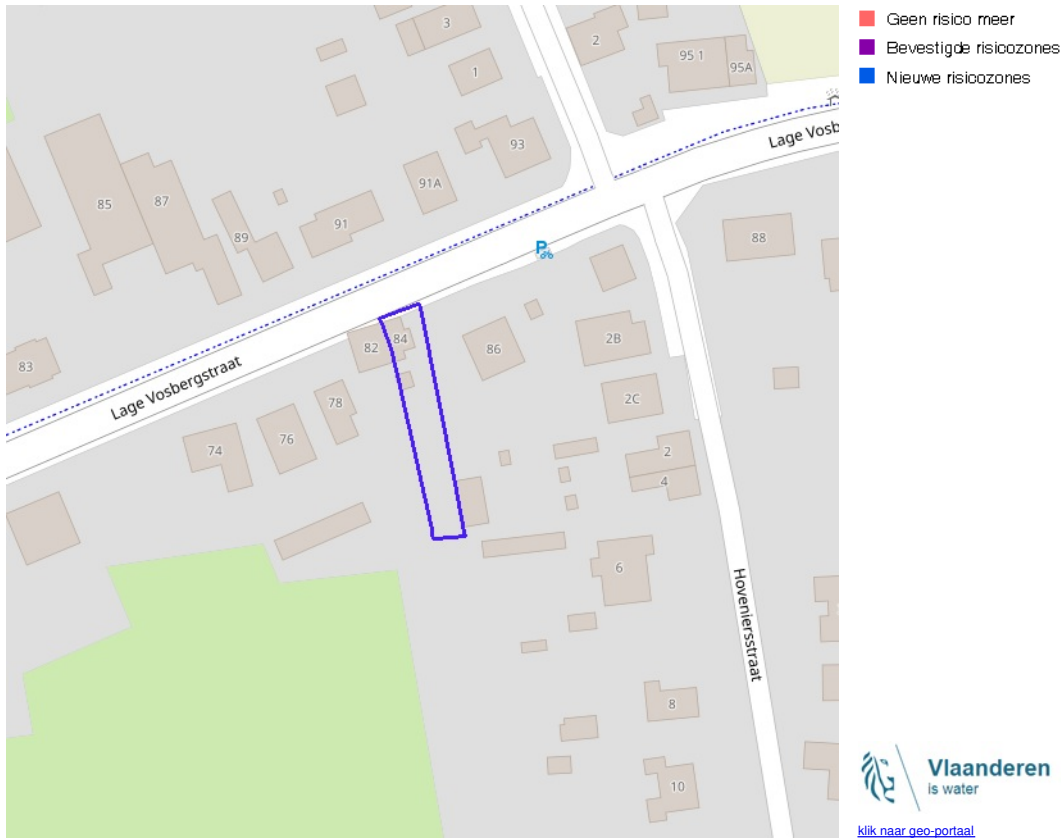 Geen risico meer
Bevestigde risicozones
Nieuwe risicozones
3
2
95 1
95A
1
93
Lage Vosb
85
87
91A
89
91
88
P
83
82
84
86
2B
Lage Vosbergstraat
78
2C
74
76
2
4
6
Hoveniersstraat
8
10
Vlaanderen
is water
klik naar geo-portaal